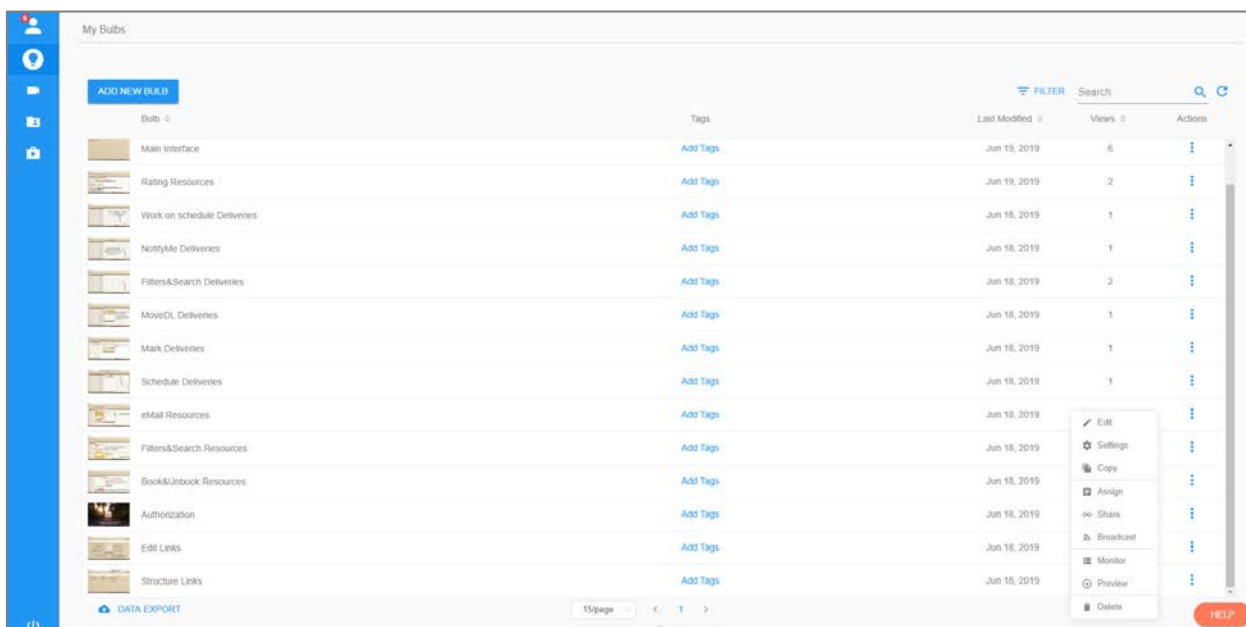 6
My Bulbs
ADD NEW BULB
FILTER Search
Bulb Tags Last Modified Views Actions
Main Interface Add Tags Jun 19, 2019 6
Rating Resources Add Tags Jun 19, 2019 2
Work on schedule Deliveries Add Tags Jun 18, 2019 1
NotifyMe Deliveries Add Tags Jun 18, 2019 1
Filters&Search Deliveries Add Tags Jun 18, 2019 2
MoveDL Deliveries Add Tags Jun 18, 2019 1
Mark Deliveries Add Tags Jun 18, 2019 1
Schedule Deliveries Add Tags Jun 18, 2019 1
eMail Resources Add Tags Jun 18, 2019
Edit
Filters&Search Resources Add Tags Jun 18, 2019 Settings
Copy
Book&Unbook Resources Add Tags Jun 18, 2019
Assign
Authorization Add Tags Jun 18, 2019 Share
Broadcast
Edit Links Add Tags Jun 18, 2019
Monitor
Structure Links Add Tags Jun 18, 2019 Preview
DATA EXPORT 15/page 1 Delete
HELP